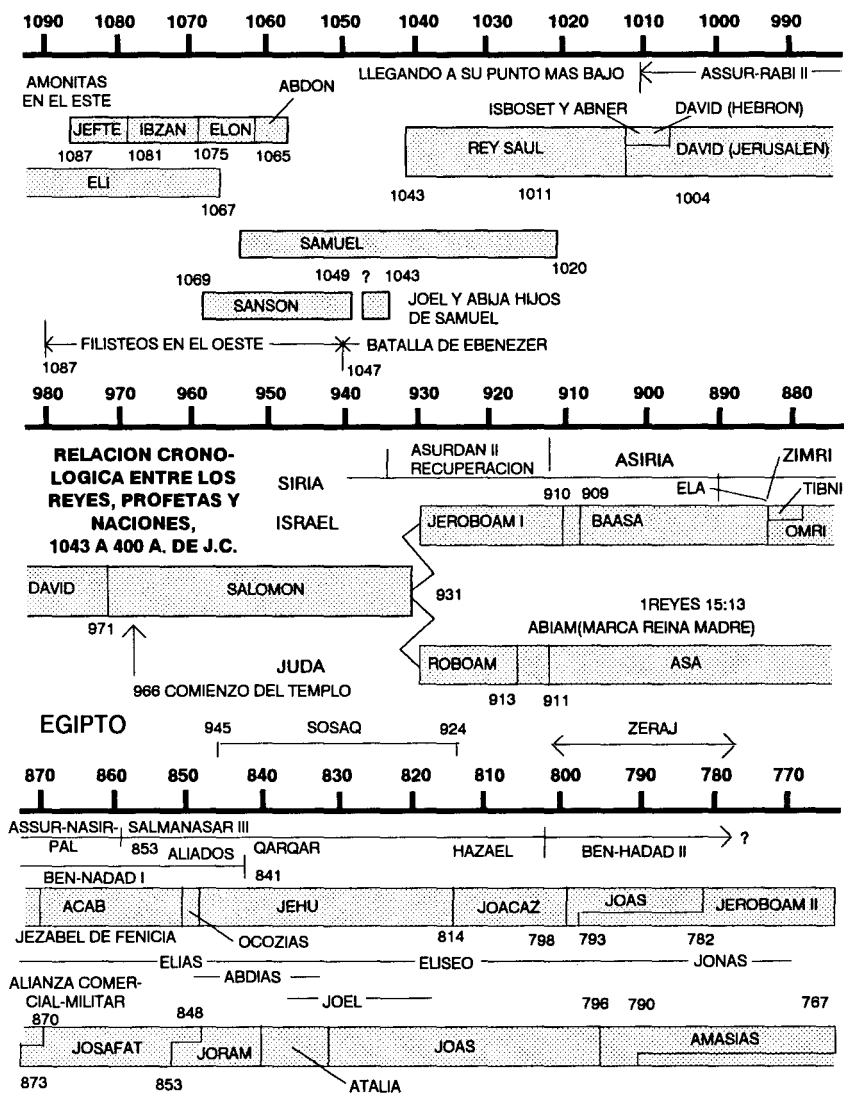 1090 1080 1070 1060 1050 1040 1030 1020 1010 1000 990
AMONITAS
EN EL ESTE
ABDON
LLEGANDO A SU PUNTO MAS BAJO
ASSUR-RABI II
ISBOSET Y ABNER
DAVID (HEBRON)
JEFTE IBZAN ELON
REY SAUL
DAVID (JERUSALEN)
1087 1081 1075 1065
ELI
1043 1011 1004
1067
SAMUEL
1069 1049 ? 1043 1020
SANSON
JOEL Y ABIJA HIJOS
DE SAMUEL
FILISTEOS EN EL OESTE
BATALLA DE EBENEZER
1087 1047
980 970 960 950 940 930 920 910 900 890 880
RELACION CRONO-
LOGICA ENTRE LOS
REYES, PROFETAS Y
NACIONES,
1043 A 400 A. DE J.C.
ASURDAN II
RECUPERACION
ASIRIA
ZIMRI
SIRIA
910 909
ELA
TIBNI
ISRAEL
JEROBOAM I
BAASA
OMRI
DAVID
SALOMON
931
1REYES 15:13
971
ABIAM(MARCA REINA MADRE)
JUDA
ROBOAM
ASA
966 COMIENZO DEL TEMPLO
913 911
EGIPTO
945 SOSAQ 924
ZERAJ
870 860 850 840 830 820 810 800 790 780 770
ASSUR-NASIR-
PAL
SALMANASAR III
853
ALIADOS
QARQAR
HAZAEL
BEN-HADAD II
?
BEN-NADAD I
841
ACAB
JEHU
JOACAZ
JOAS
JEROBOAM II
JEZABEL DE FENICIA
OCOZIAS
814 798 793 782
ELIAS
ELISEO
JONAS
ABDIAS
ALIANZA COMER-
CIAL-MILITAR
JOEL
870 848 796 790 767
JOSAFAT
JORAM
JOAS
AMASIAS
873 853
ATALIA